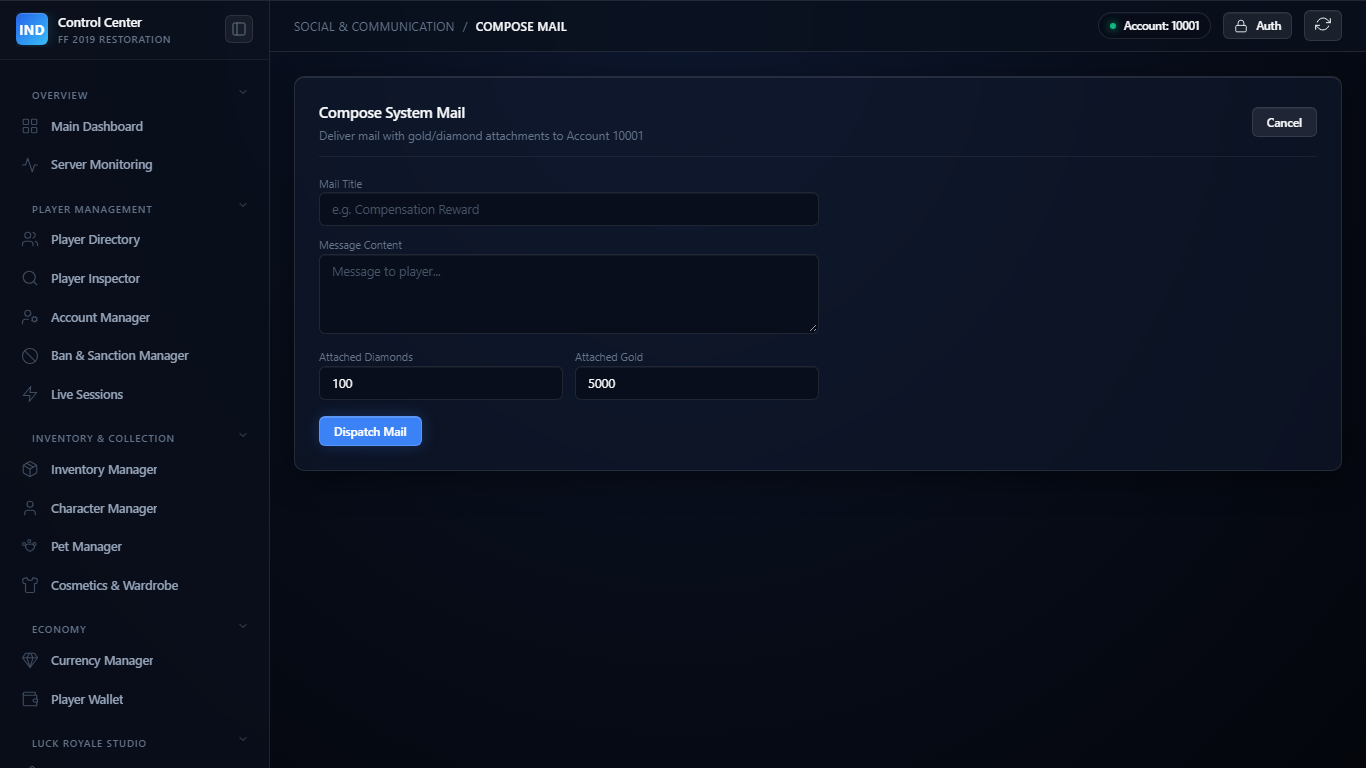 IND
Control Center
FF 2019 RESTORATION
OVERVIEW
Main Dashboard
Server Monitoring
PLAYER MANAGEMENT
Player Directory
Player Inspector
Account Manager
Ban & Sanction Manager
Live Sessions
INVENTORY & COLLECTION
Inventory Manager
Character Manager
Pet Manager
Cosmetics & Wardrobe
ECONOMY
Currency Manager
Player Wallet
LUCK ROYALE STUDIO
SOCIAL & COMMUNICATION / COMPOSE MAIL
Account: 10001
Auth
Compose System Mail
Deliver mail with gold/diamond attachments to Account 10001
Cancel
Mail Title
e.g. Compensation Reward
Message Content
Message to player...
Attached Diamonds
Attached Gold
100
5000
Dispatch Mail